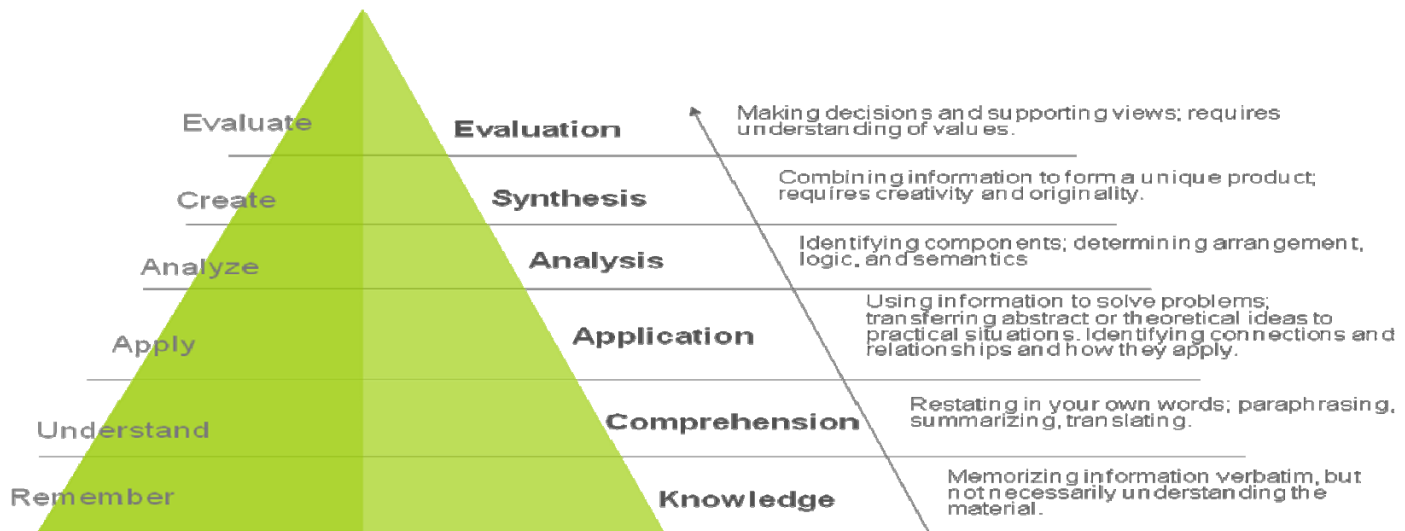 Evaluate
Evaluation
Making decisions and supporting views; requires
understanding of values.
Create
Synthesis
Combining information to form a unique product;
requires creativity and originality.
Analyze
Analysis
Identifying components; determining arrangement,
logic, and semantics
Apply
Application
Using information to solve problems;
transferring abstract or theoretical ideas to
practical situations. Identifying connections and
relationships and how they apply.
Understand
Comprehension
Restating in your own words; paraphrasing,
summarizing, translating.
Remember
Knowledge
Memorizing information verbatim, but
not necessarily understanding the
material.